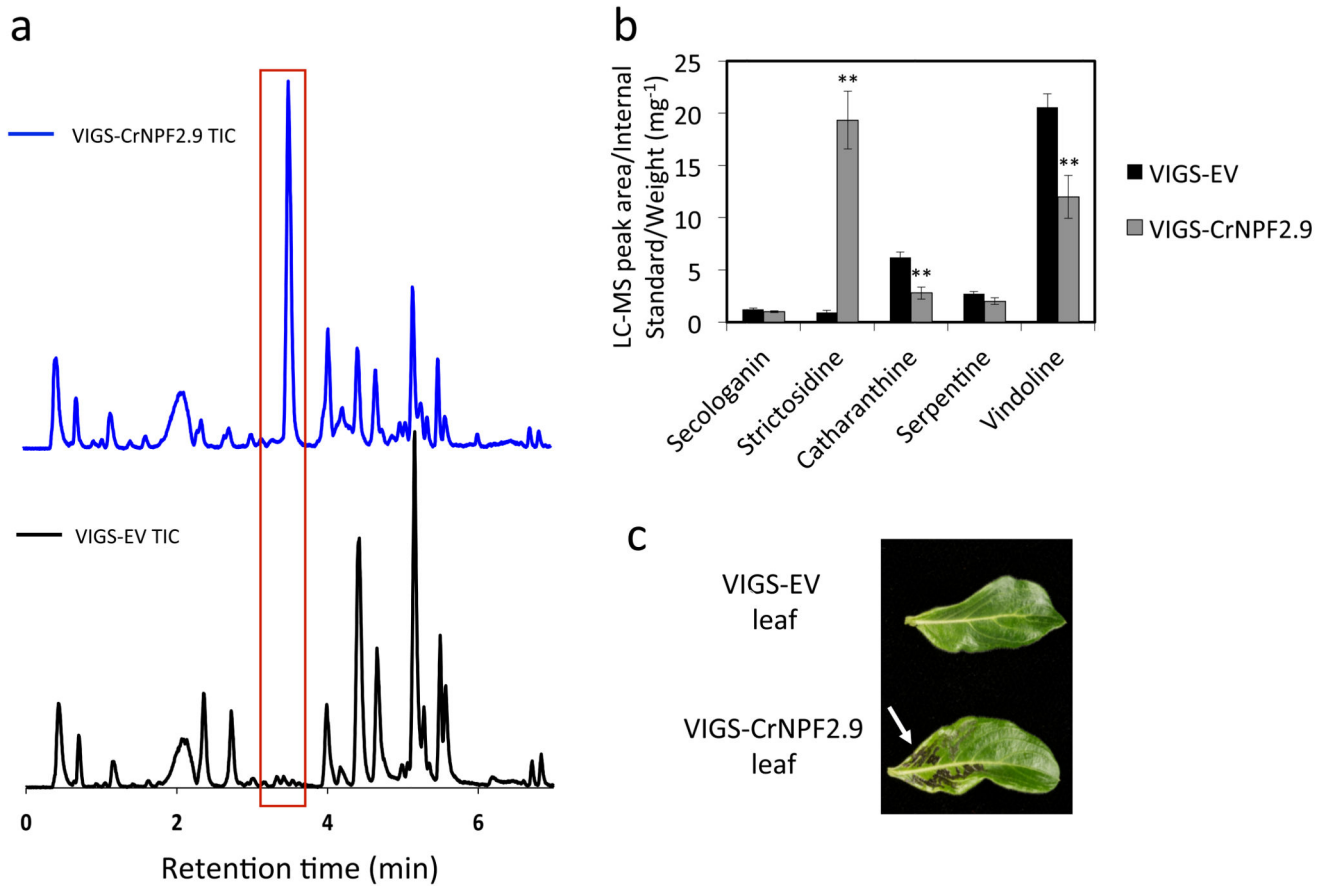 a
VIGS-CrNPF2.9 TIC
VIGS-EV TIC
0 2 4 6
Retention time (min)
b
LC-MS peak area/Internal
Standard/Weight (mg⁻¹)
25
20
15
10
5
0
**
**
**
Secologanin
Strictosidine
Catharanthine
Serpentine
Vindoline
VIGS-EV
VIGS-CrNPF2.9
c
VIGS-EV
leaf
VIGS-CrNPF2.9
leaf